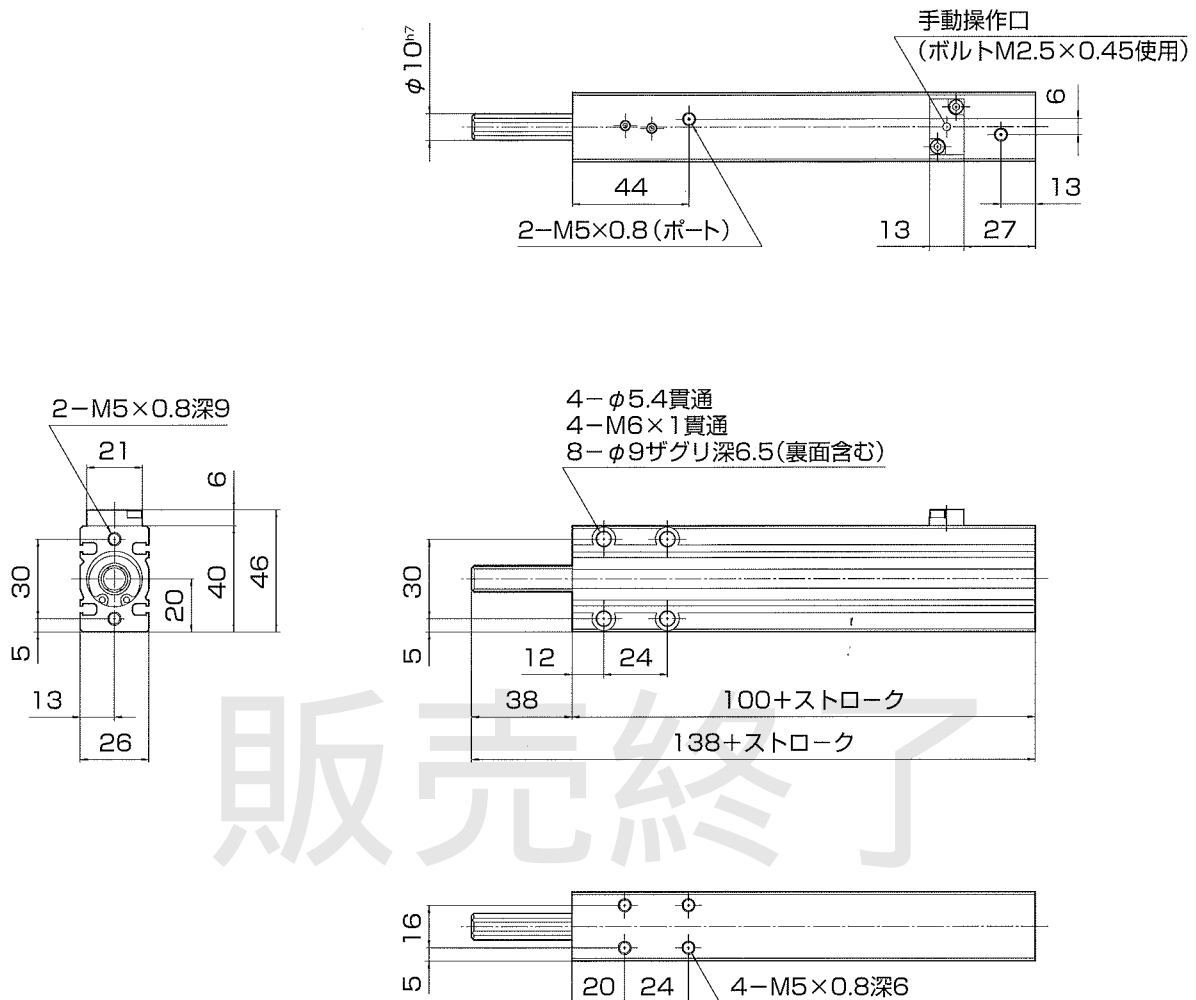 手動操作口
(ボルトM2.5×0.45使用)
φ10h7
6
44
13
2-M5×0.8(ポート)
13
27
2-M5×0.8深9
21
6
30
40
46
20
5
13
26
4-φ5.4貫通
4-M6×1貫通
8-φ9ザグリ深6.5(裏面含む)
30
5
12
24
38
100+ストローク
138+ストローク
販売終了
16
5
20
24
4-M5×0.8深6